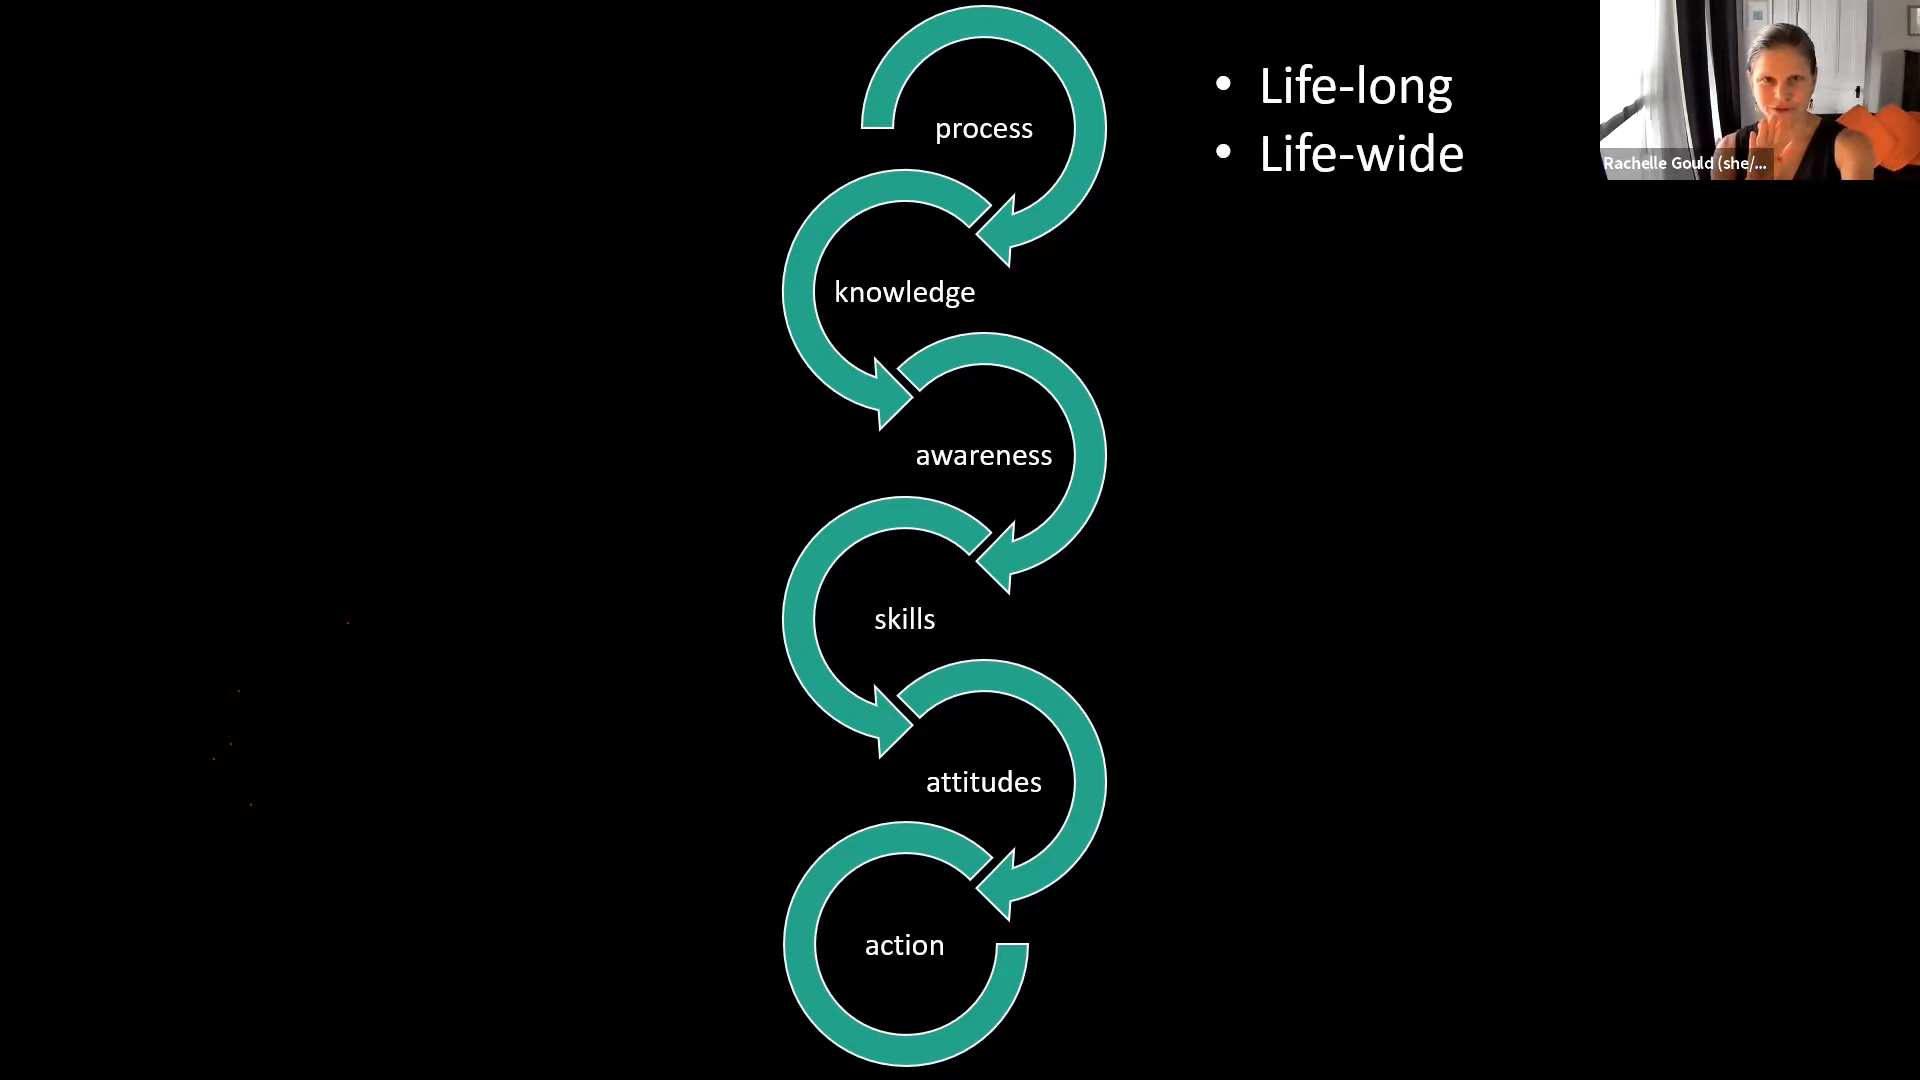 process
knowledge
awareness
skills
attitudes
action
• Life-long
• Life-wide
Rachelle Gould (she/...